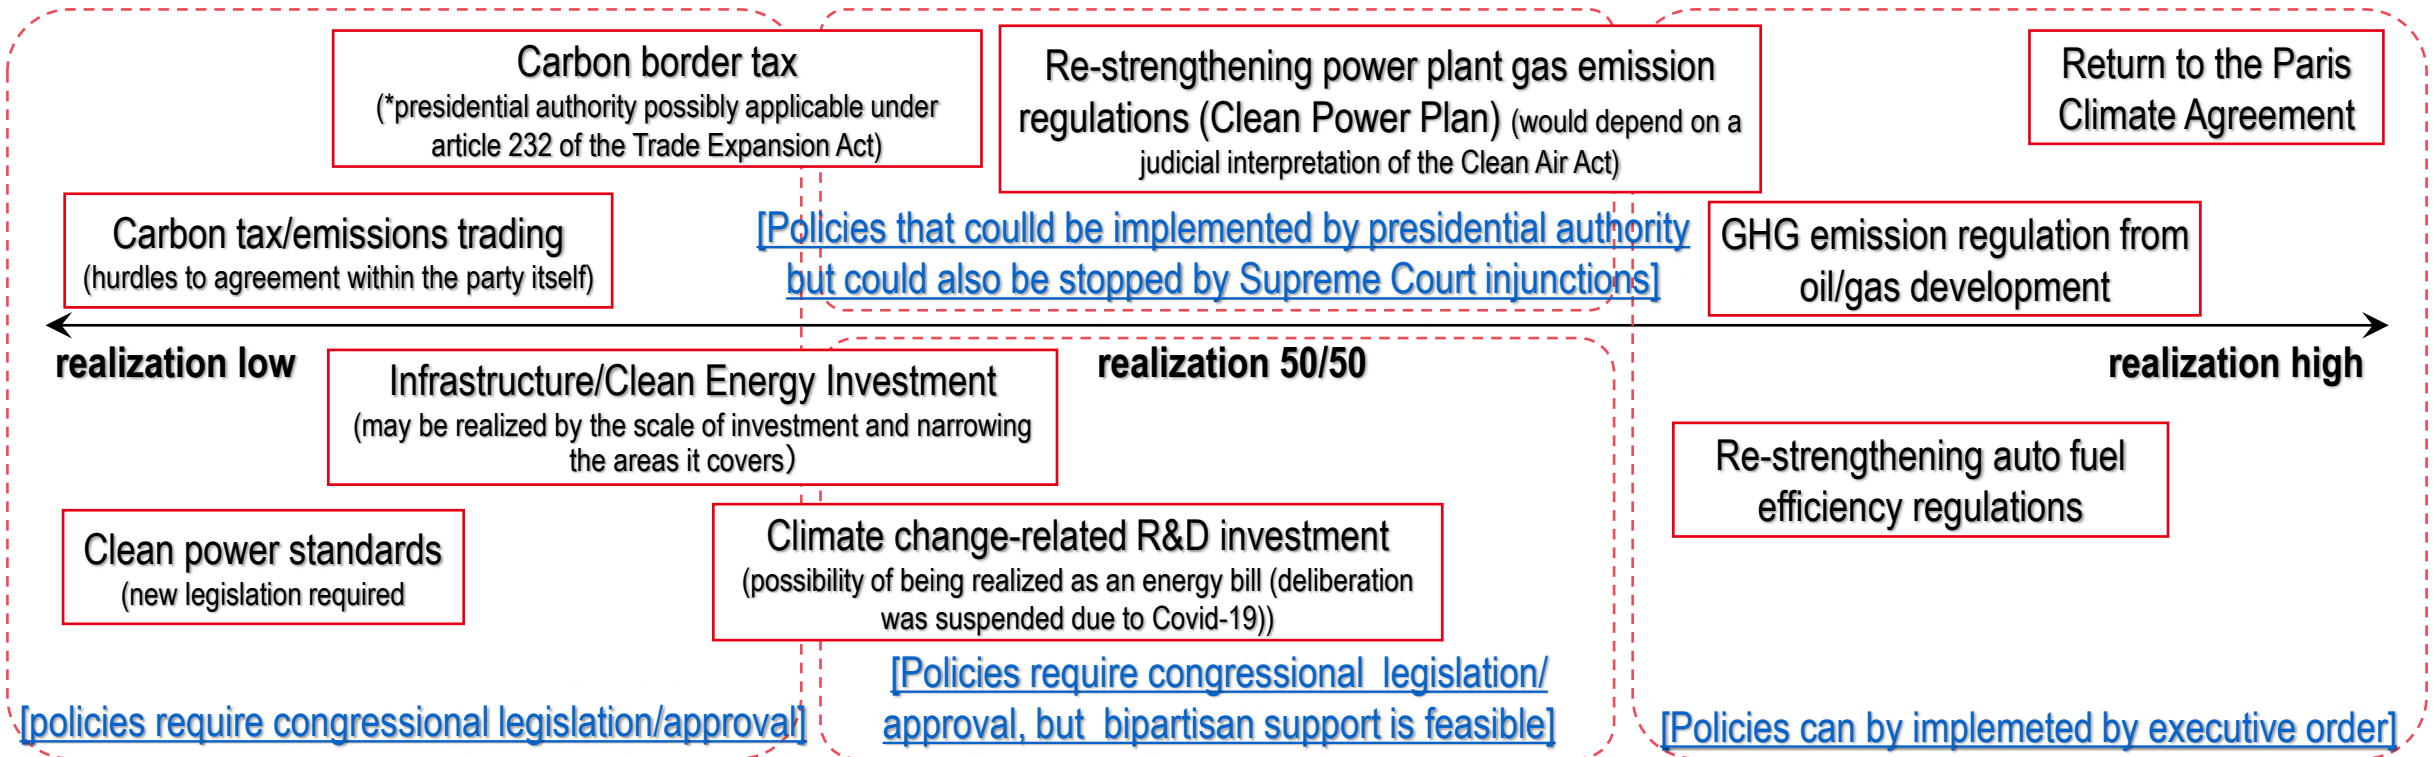 Carbon border tax
(*presidential authority possibly applicable under
article 232 of the Trade Expansion Act)
Re-strengthening power plant gas emission
regulations (Clean Power Plan) (would depend on a
judicial interpretation of the Clean Air Act)
Return to the Paris
Climate Agreement
Carbon tax/emissions trading
(hurdles to agreement within the party itself)
[Policies that coulld be implemented by presidential authority
but could also be stopped by Supreme Court injunctions]
GHG emission regulation from
oil/gas development
realization low
realization 50/50
realization high
Infrastructure/Clean Energy Investment
(may be realized by the scale of investment and narrowing
the areas it covers)
Re-strengthening auto fuel
efficiency regulations
Clean power standards
(new legislation required
Climate change-related R&D investment
(possibility of being realized as an energy bill (deliberation
was suspended due to Covid-19))
[policies require congressional legislation/approval]
[Policies require congressional legislation/
approval, but bipartisan support is feasible]
[Policies can by implemeted by executive order]